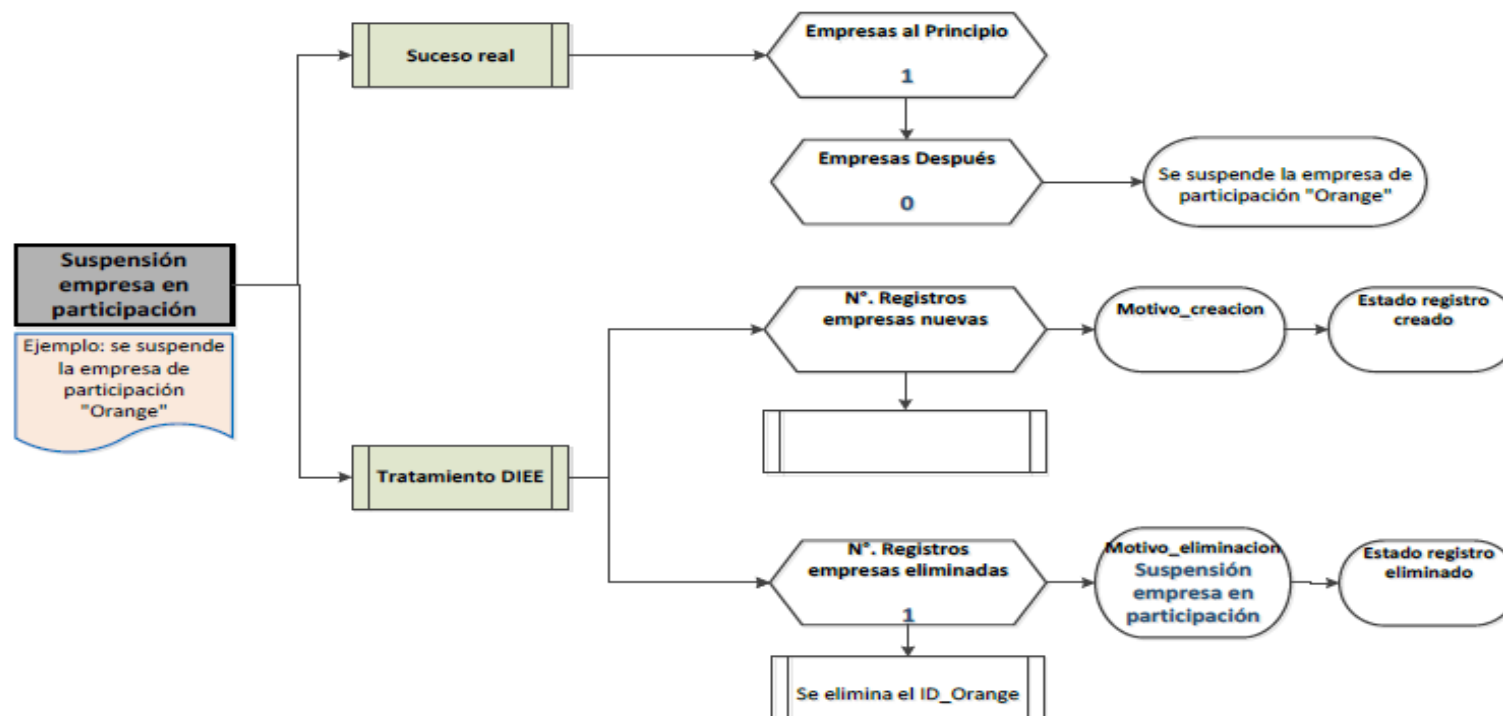 Suceso real
Empresas al Principio
1
Empresas Después
0
Se suspende la empresa de
participación "Orange"
Suspensión
empresa en
participación
Ejemplo: se suspende
la empresa de
participación
"Orange"
Tratamiento DIEE
N°. Registros
empresas nuevas
Motivo_creacion
Estado registro
creado
N°. Registros
empresas eliminadas
1
Motivo_eliminacion
Suspensión
empresa en
participación
Estado registro
eliminado
Se elimina el ID_Orange